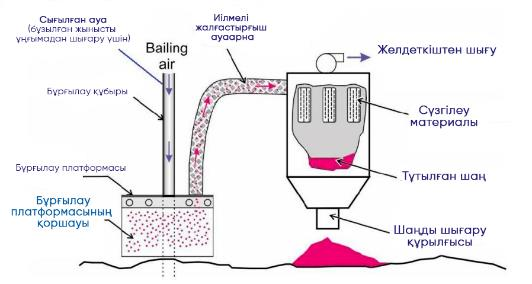 Сығылған ауа
(бұзылған жынысты
ұңғымадан шығару үшін)
Bailing
air
Иілмелі
жалғастырғыш
ауаарна
Желдеткіштен шығу
Бұрғылау құбыры
Сүзгілеу
материалы
Бұрғылау платформасы
Тұтылған шаң
Бұрғылау
платформасының
қоршауы
Шаңды шығару
құрылғысы